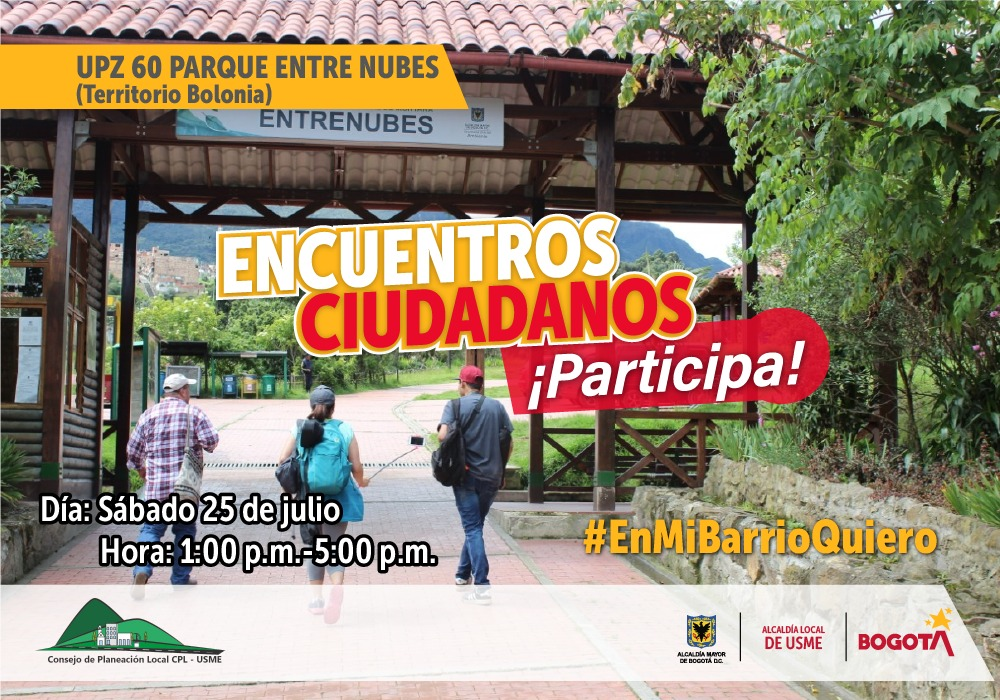 UPZ 60 PARQUE ENTRE NUBES
(Territorio Bolonia)
ENTRENUBES
ENCUENTROS
CIUDADANOS
¡Participa!
Día: Sábado 25 de julio
Hora: 1:00 p.m.-5:00 p.m.
#EnMiBarrioQuiero
Consejo de Planeación Local CPL - USME
ALCALDÍA MAYOR
DE BOGOTÁ D.C.
ALCALDÍA LOCAL
DE USME
BOGOTÁ